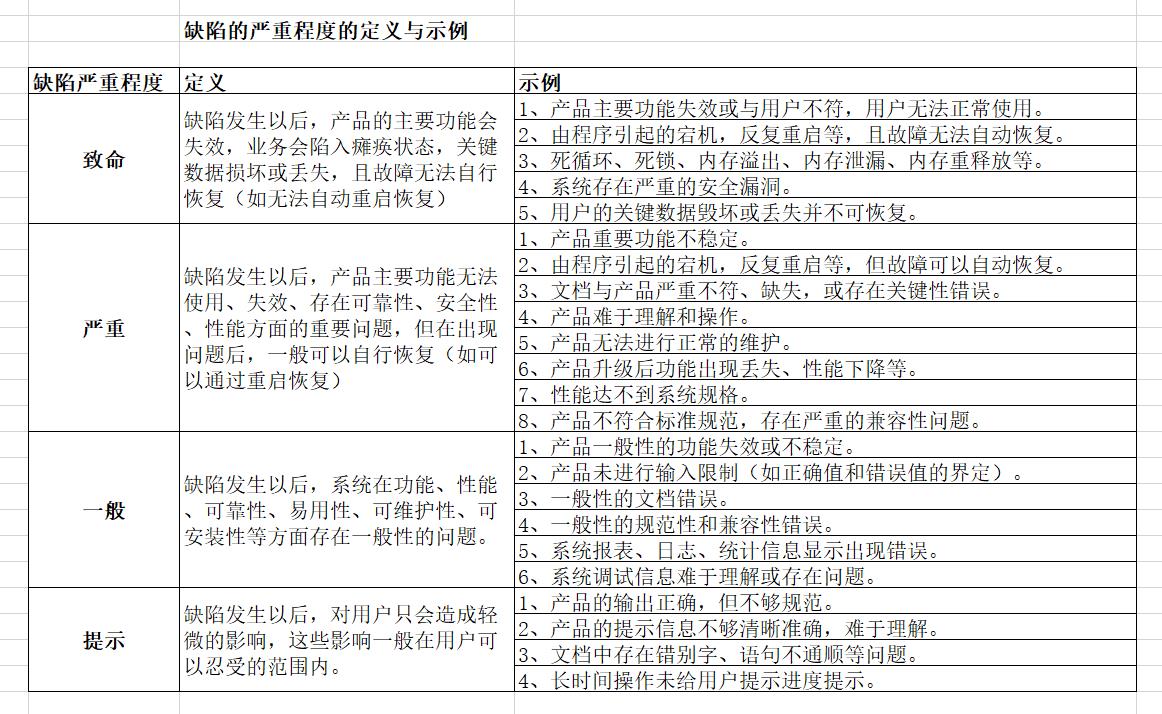 缺陷的严重程度的定义与示例
缺陷严重程度
定义
示例
致命
缺陷发生以后，产品的主要功能会
失效，业务会陷入瘫痪状态，关键
数据损坏或丢失，且故障无法自行
恢复（如无法自动重启恢复）
1、产品主要功能失效或与用户不符，用户无法正常使用。
2、由程序引起的宕机，反复重启等，且故障无法自动恢复。
3、死循环、死锁、内存溢出、内存泄漏、内存重释放等。
4、系统存在严重的安全漏洞。
5、用户的关键数据毁坏或丢失并不可恢复。
严重
缺陷发生以后，产品主要功能无法
使用、失效、存在可靠性、安全性
、性能方面的重要问题，但在出现
问题后，一般可以自行恢复（如可
以通过重启恢复）
1、产品重要功能不稳定。
2、由程序引起的宕机，反复重启等，但故障可以自动恢复。
3、文档与产品严重不符、缺失，或存在关键性错误。
4、产品难于理解和操作。
5、产品无法进行正常的维护。
6、产品升级后功能出现丢失、性能下降等。
7、性能达不到系统规格。
8、产品不符合标准规范，存在严重的兼容性问题。
一般
缺陷发生以后，系统在功能、性能
、可靠性、易用性、可维护性、可
安装性等方面存在一般性的问题。
1、产品一般性的功能失效或不稳定。
2、产品未进行输入限制（如正确值和错误值的界定）。
3、一般性的文档错误。
4、一般性的规范性和兼容性错误。
5、系统报表、日志、统计信息显示出现错误。
6、系统调试信息难于理解或存在问题。
提示
缺陷发生以后，对用户只会造成轻
微的影响，这些影响一般在用户可
以忍受的范围内。
1、产品的输出正确，但不够规范。
2、产品的提示信息不够清晰准确，难于理解。
3、文档中存在错别字、语句不通顺等问题。
4、长时间操作未给用户提示进度提示。